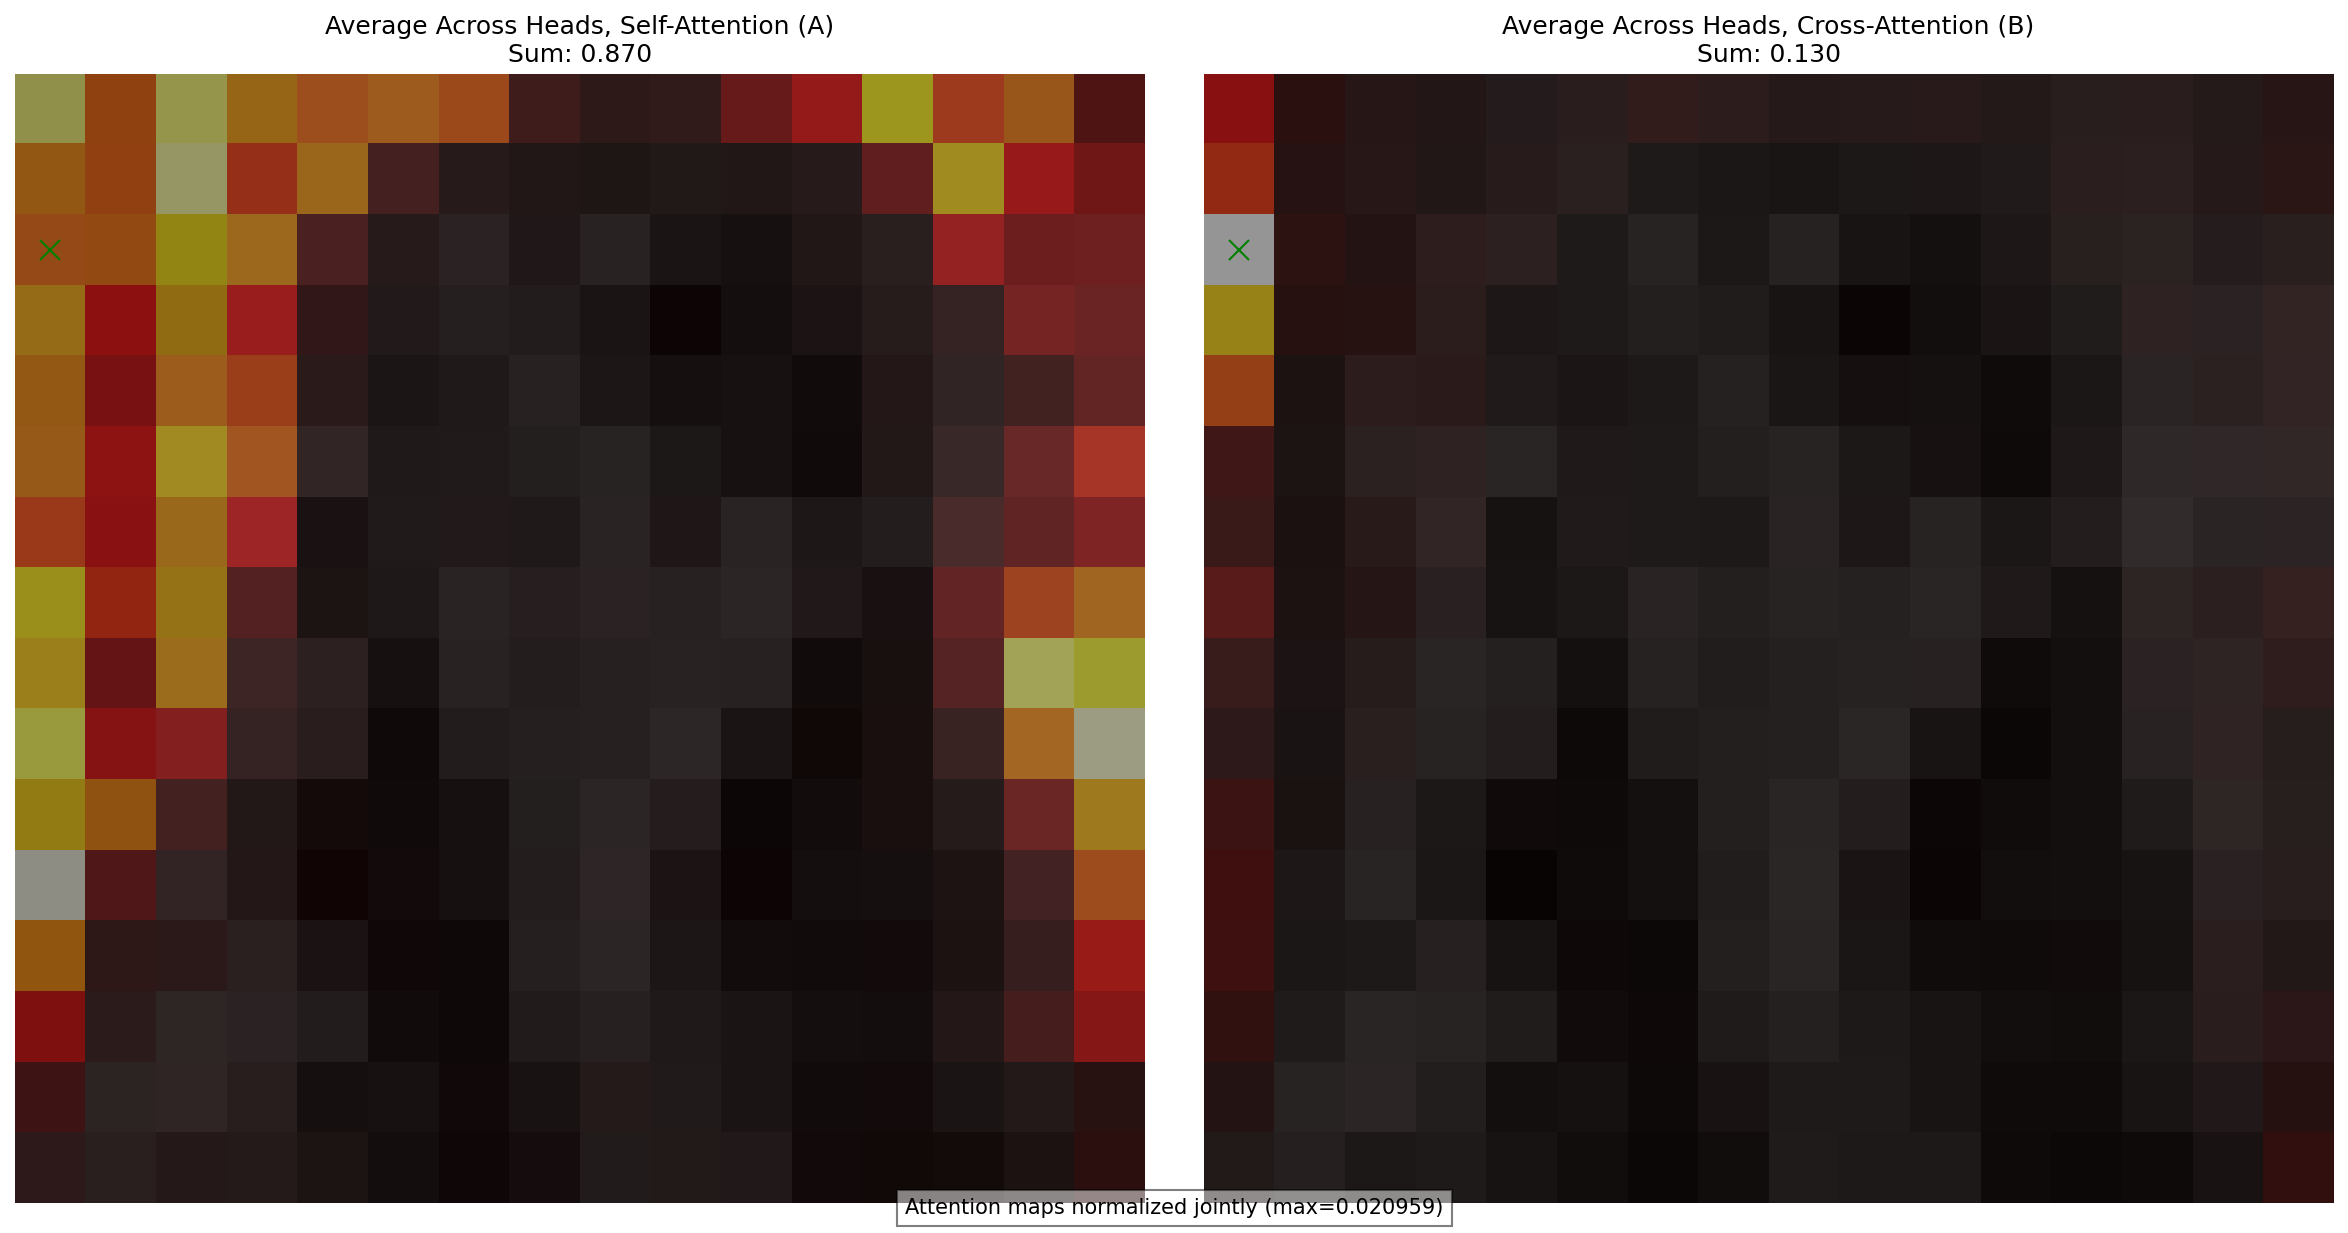 Average Across Heads, Self-Attention (A)
Sum: 0.870
Average Across Heads, Cross-Attention (B)
Sum: 0.130
Attention maps normalized jointly (max=0.020959)